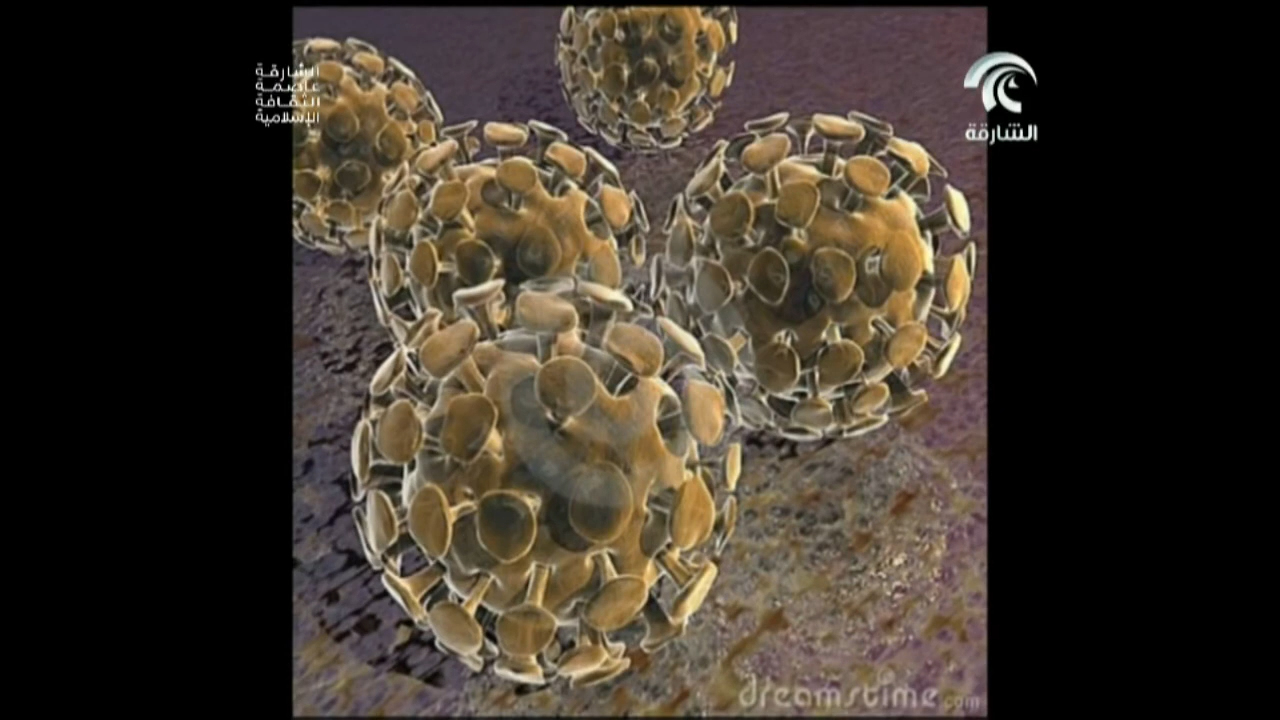 الشارقة
عاصمة
الثقافة
الإسلامية
الشارقة
dreamstime.com